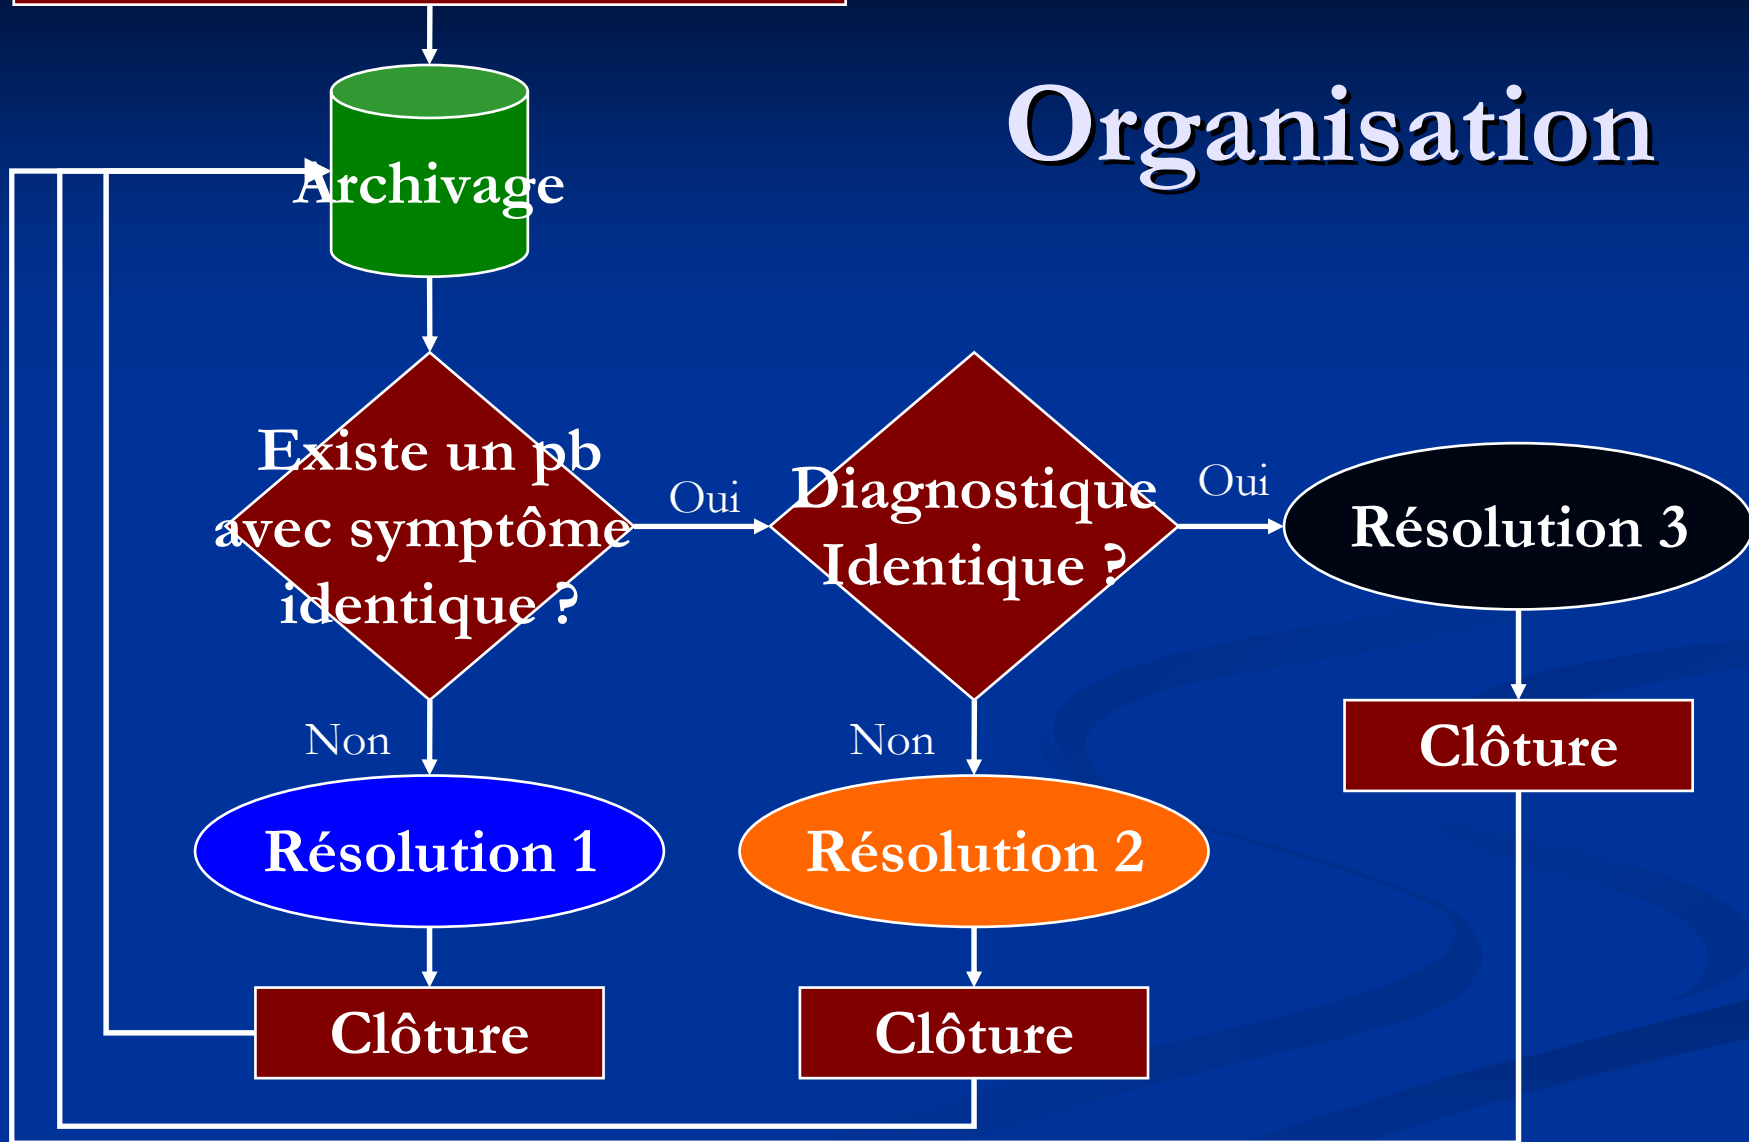 Organisation
Archivage
Existe un pb
avec symptôme
identique ?
Oui
Diagnostique
Identique ?
Oui
Résolution 3
Non
Non
Clôture
Résolution 1
Résolution 2
Clôture
Clôture